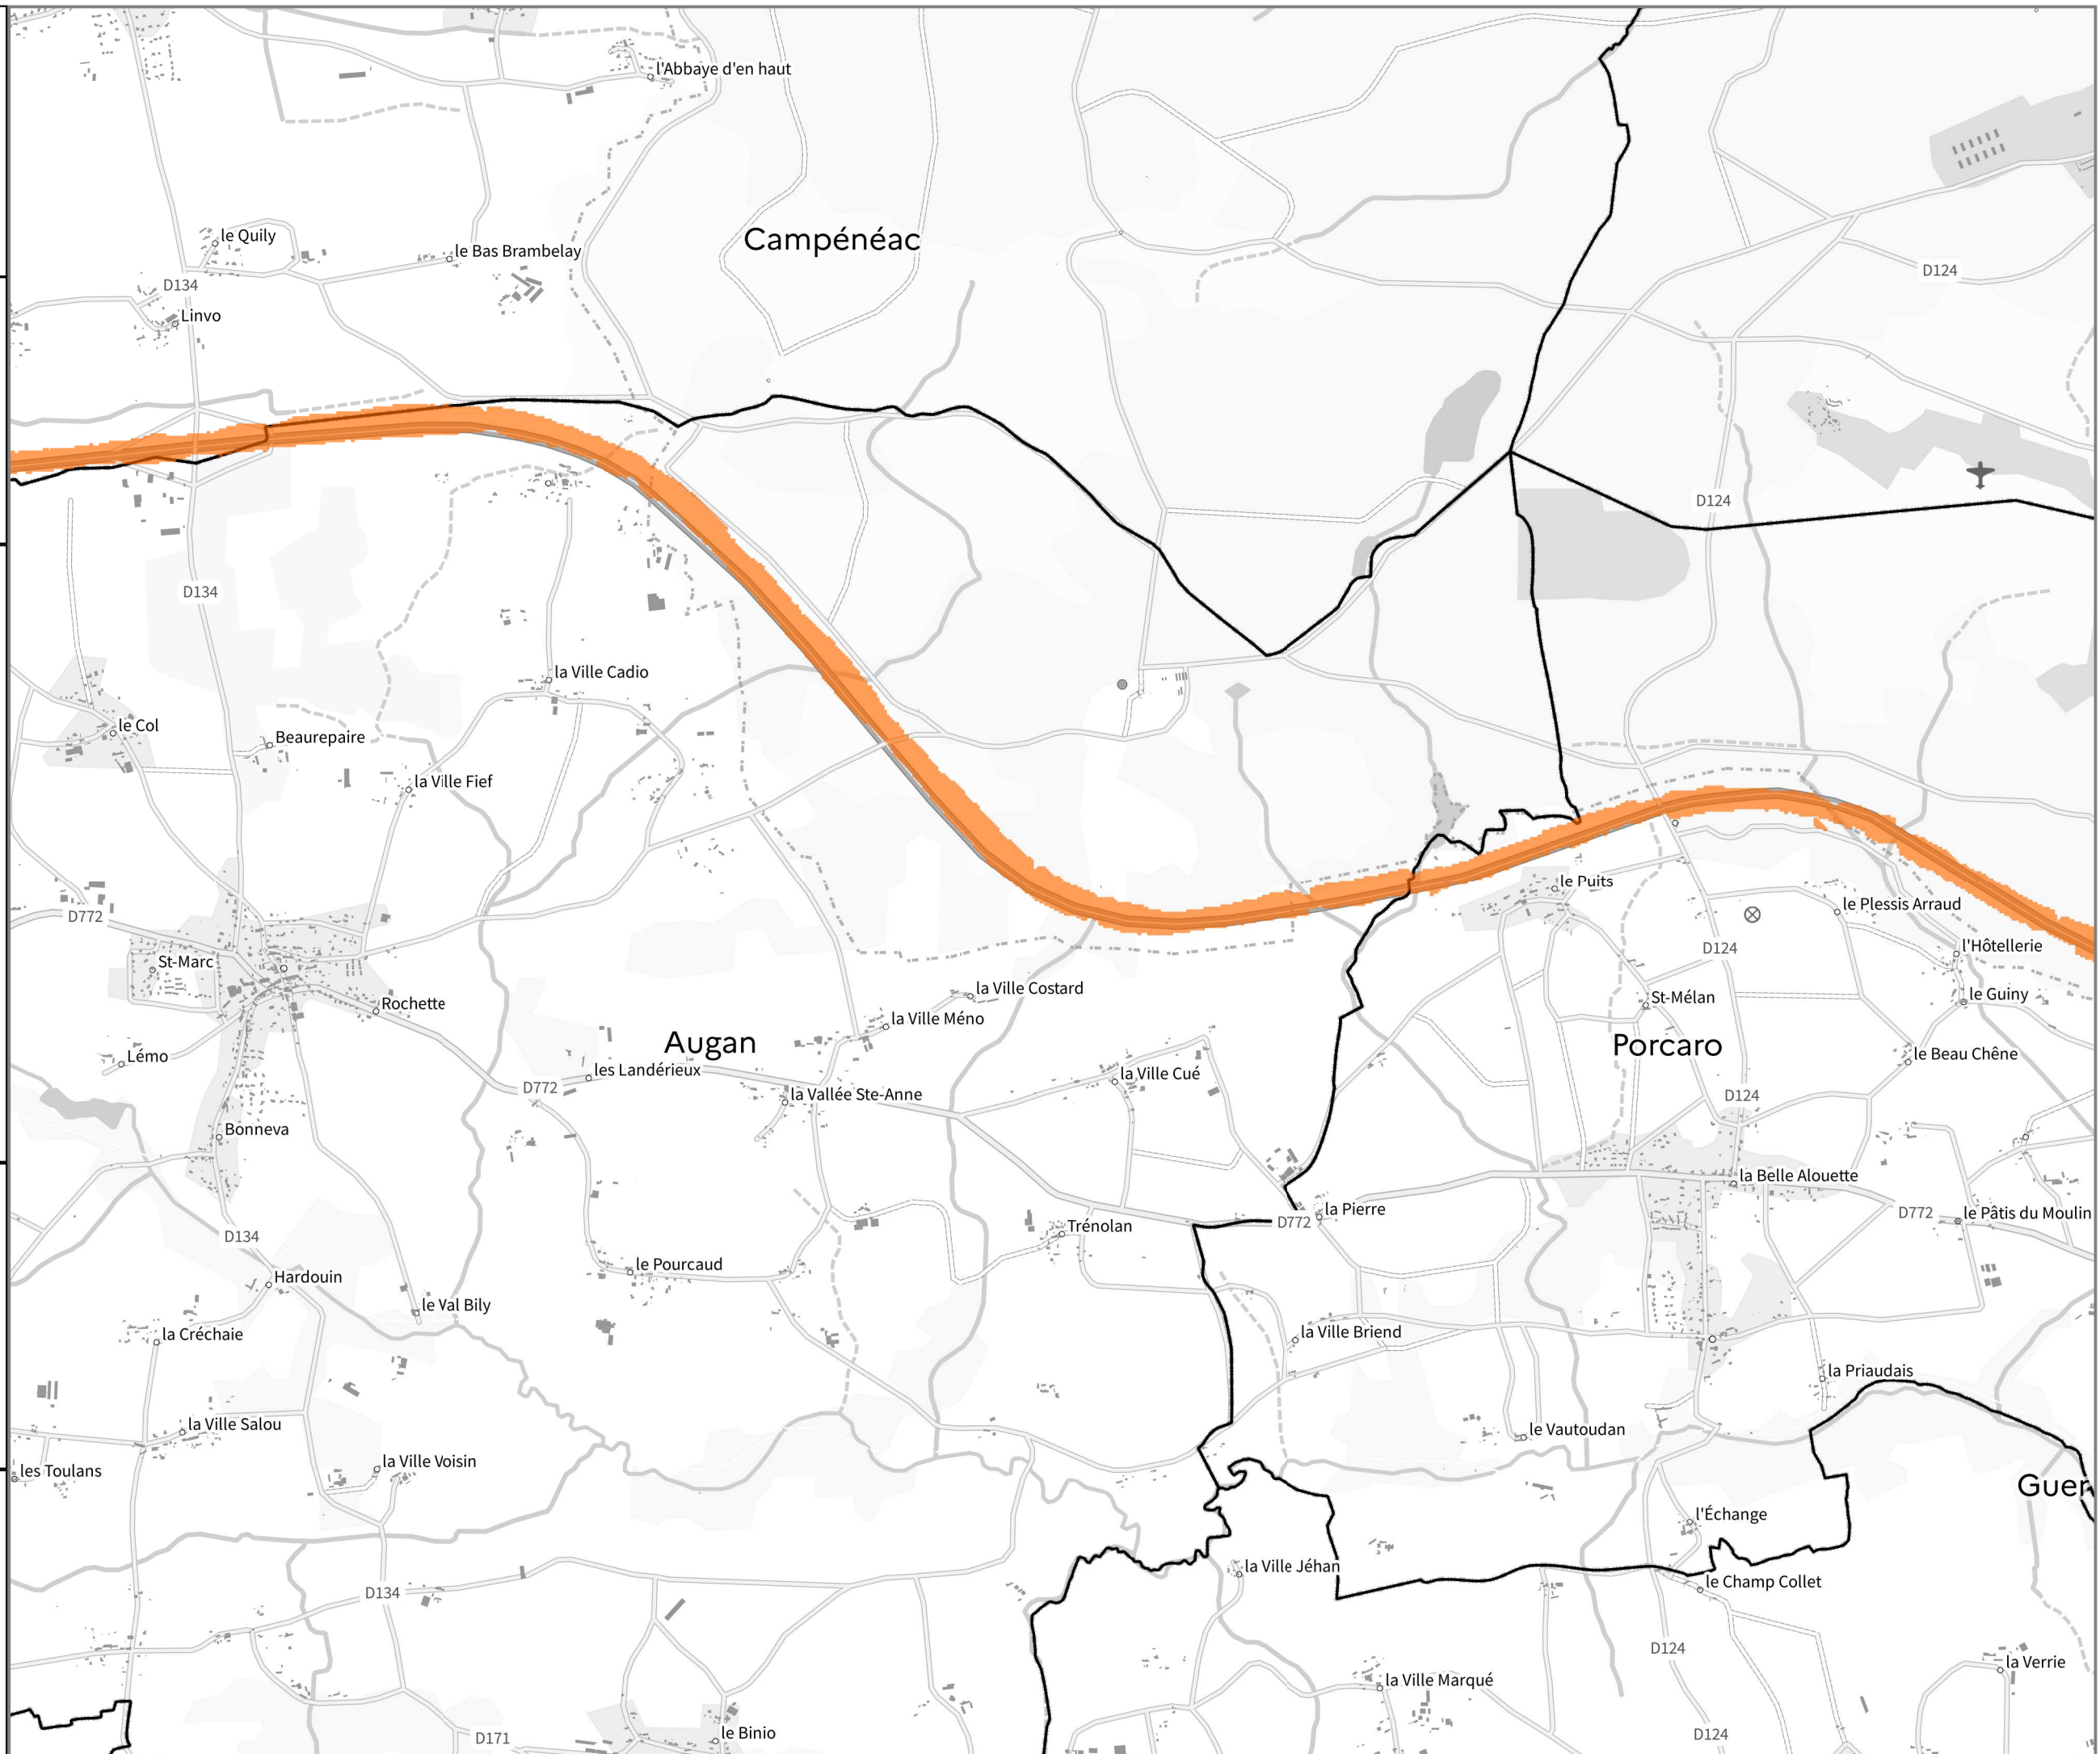 l'Abbaye d'en haut
le Quily
Campénéac
le Bas Brambelay
D124
D134
Linvo
D124
D134
la Ville Cadio
le Col
Beaurepaire
la Ville Fief
le Puits
le Plessis Arraud
D772
l'Hôtellerie
D124
St-Marc
la Ville Costard
le Guiny
St-Mélan
Rochette
la Ville Méno
Augan
Porcaro
le Beau Chêne
Lémo
les Landérieux
la Ville Cué
D772
la Vallée Ste-Anne
D124
Bonneva
la Belle Alouette
la Pierre
D772
le Pâtis du Moulin
D772
Trénolan
D134
le Pourcaud
Hardouin
le Val Bily
la Créchaie
la Ville Briend
la Priaudais
la Ville Salou
le Vautoudan
la Ville Voisin
les Toulans
Guer
l'Échange
la Ville Jéhan
le Champ Collet
D134
D124
la Verrie
la Ville Marqué
le Binio
D124
D171